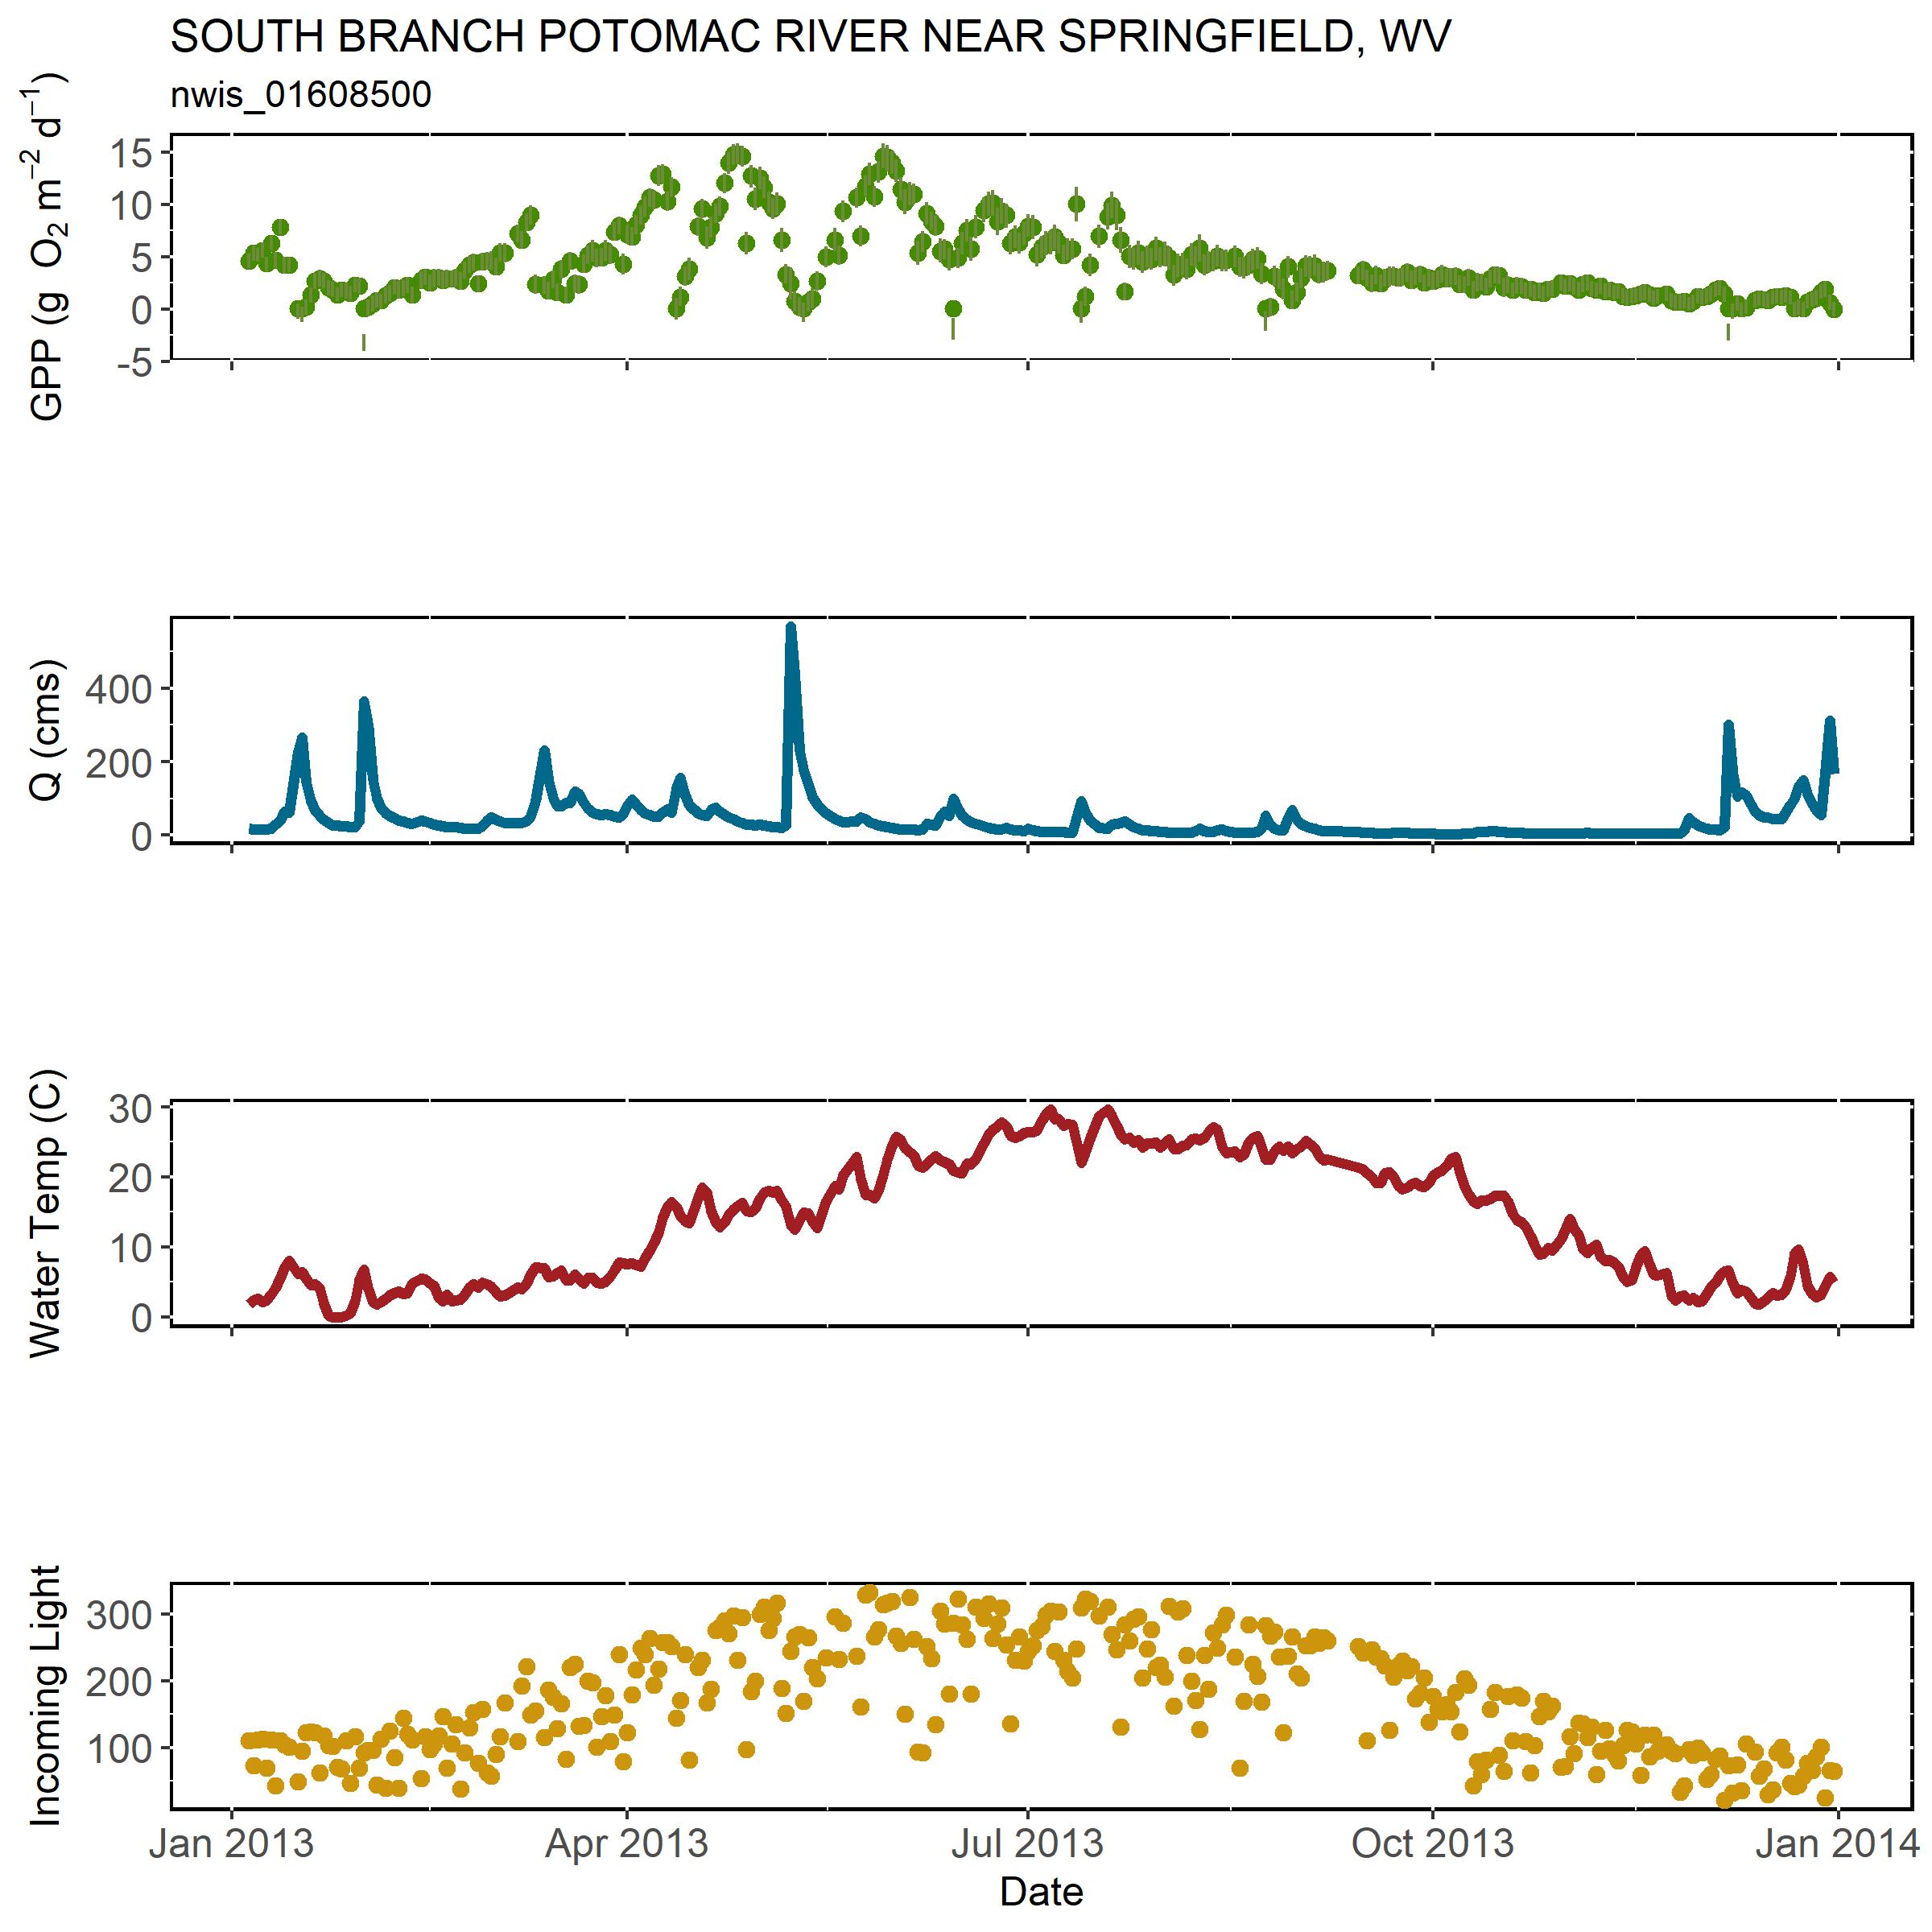 SOUTH BRANCH POTOMAC RIVER NEAR SPRINGFIELD, WV
nwis_01608500
GPP (g O₂ m⁻² d⁻¹)
15
10
5
0
-5
Q (cms)
400
200
0
Water Temp (C)
30
20
10
0
Incoming Light
300
200
100
Jan 2013 Apr 2013 Jul 2013 Oct 2013 Jan 2014
Date